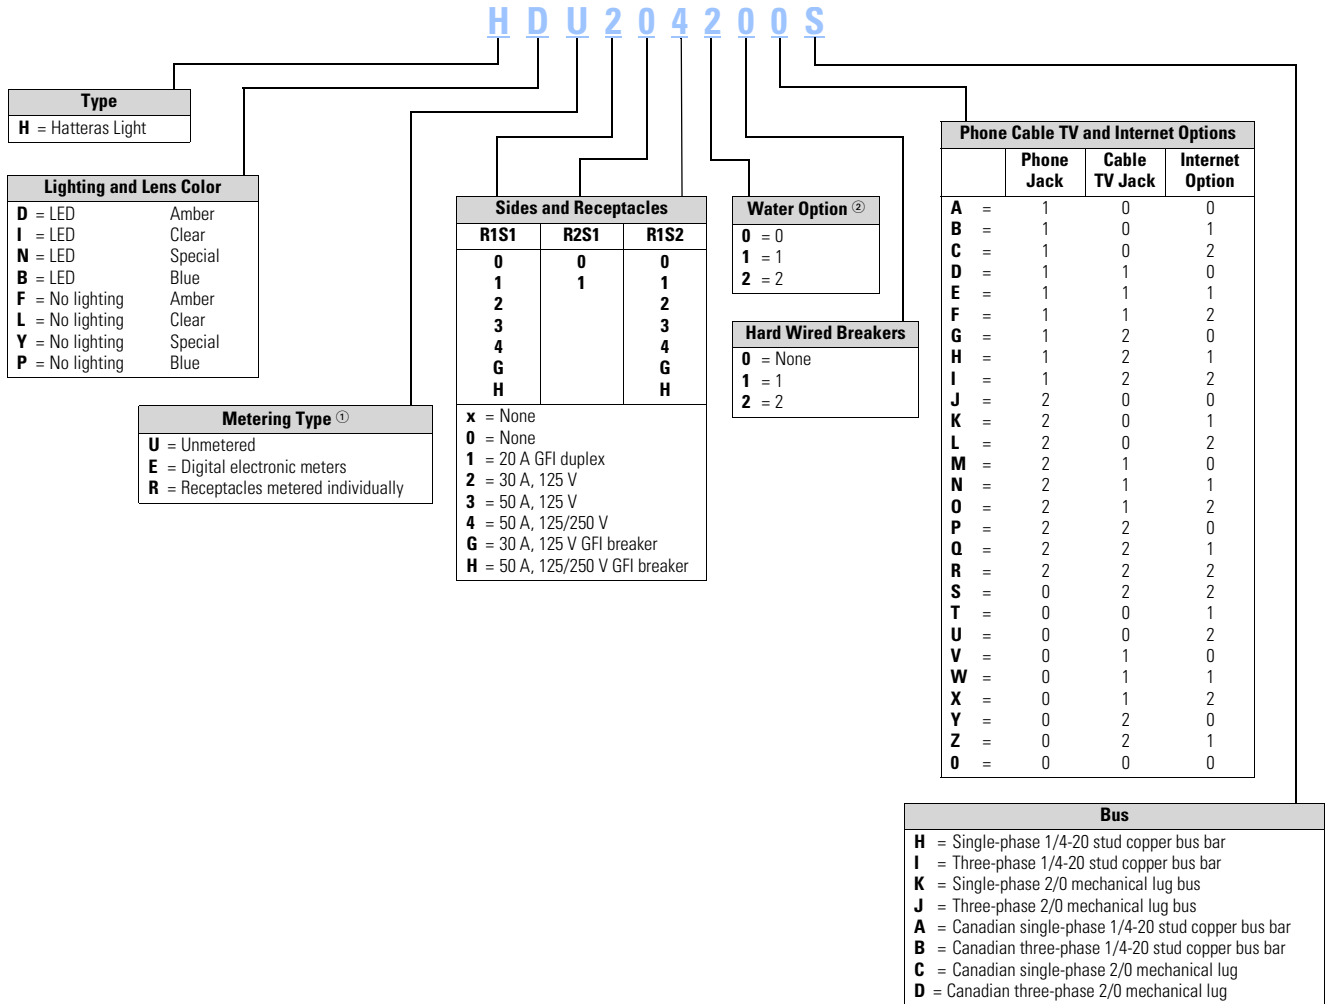 H D U 2 0 4 2 0 0 S
Type
H = Hatteras Light
Lighting and Lens Color
D = LED Amber
I = LED Clear
N = LED Special
B = LED Blue
F = No lighting Amber
L = No lighting Clear
Y = No lighting Special
P = No lighting Blue
Metering Type ①
U = Unmetered
E = Digital electronic meters
R = Receptacles metered individually
Sides and Receptacles
R1S1 R2S1 R1S2
0 0 0
1 1 1
2 2
3 3
4 4
G G
H H
x = None
0 = None
1 = 20 A GFI duplex
2 = 30 A, 125 V
3 = 50 A, 125 V
4 = 50 A, 125/250 V
G = 30 A, 125 V GFI breaker
H = 50 A, 125/250 V GFI breaker
Water Option ②
0 = 0
1 = 1
2 = 2
Hard Wired Breakers
0 = None
1 = 1
2 = 2
Phone Cable TV and Internet Options
Phone Cable Internet
Jack TV Jack Option
A = 1 0 0
B = 1 0 1
C = 1 0 2
D = 1 1 0
E = 1 1 1
F = 1 1 2
G = 1 2 0
H = 1 2 1
I = 1 2 2
J = 2 0 0
K = 2 0 1
L = 2 0 2
M = 2 1 0
N = 2 1 1
O = 2 1 2
P = 2 2 0
Q = 2 2 1
R = 2 2 2
S = 0 2 2
T = 0 0 1
U = 0 0 2
V = 0 1 0
W = 0 1 1
X = 0 1 2
Y = 0 2 0
Z = 0 2 1
0 = 0 0 0
Bus
H = Single-phase 1/4-20 stud copper bus bar
I = Three-phase 1/4-20 stud copper bus bar
K = Single-phase 2/0 mechanical lug bus
J = Three-phase 2/0 mechanical lug bus
A = Canadian single-phase 1/4-20 stud copper bus bar
B = Canadian three-phase 1/4-20 stud copper bus bar
C = Canadian single-phase 2/0 mechanical lug
D = Canadian three-phase 2/0 mechanical lug